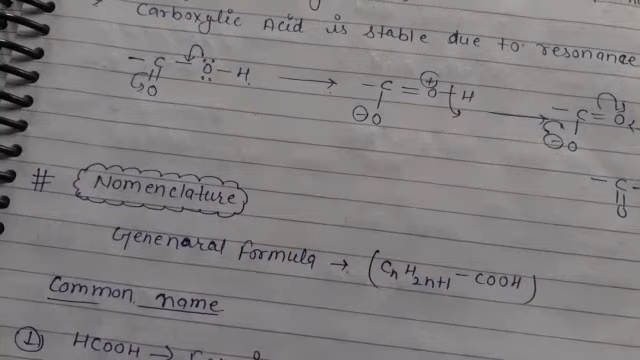 Carboxylic Acid is stable due to resonance
- C - O - H
O
- C = O - H
O
- C = O
O
- C -
O
# Nomenclature
Genenaral Formula → (CnH2n+1 - COOH)
Common name
① HCOOH →